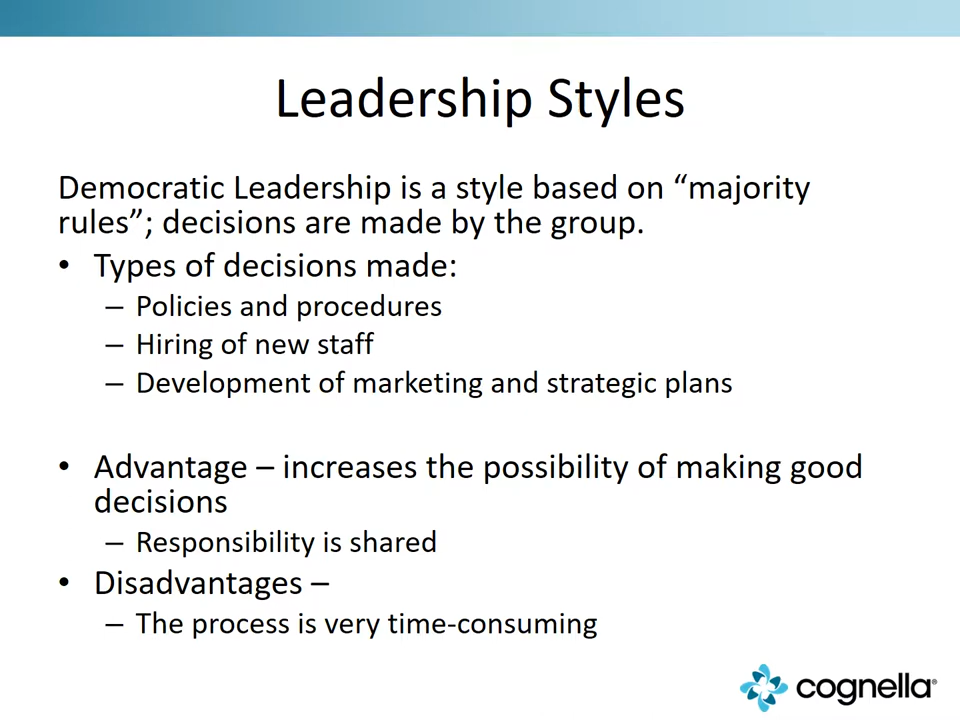 Leadership Styles
Democratic Leadership is a style based on “majority
rules”; decisions are made by the group.
• Types of decisions made:
– Policies and procedures
– Hiring of new staff
– Development of marketing and strategic plans
• Advantage – increases the possibility of making good
decisions
– Responsibility is shared
• Disadvantages –
– The process is very time-consuming
cognella®